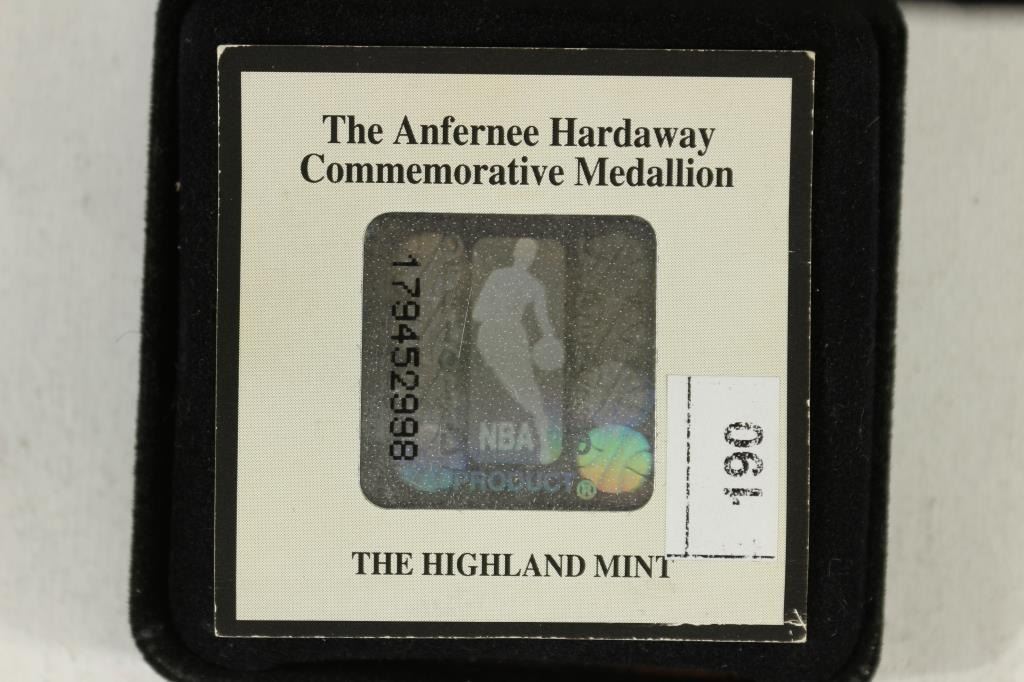 The Anfernee Hardaway
Commemorative Medallion
179452998
NBA
PRODUCT®
THE HIGHLAND MINT
190